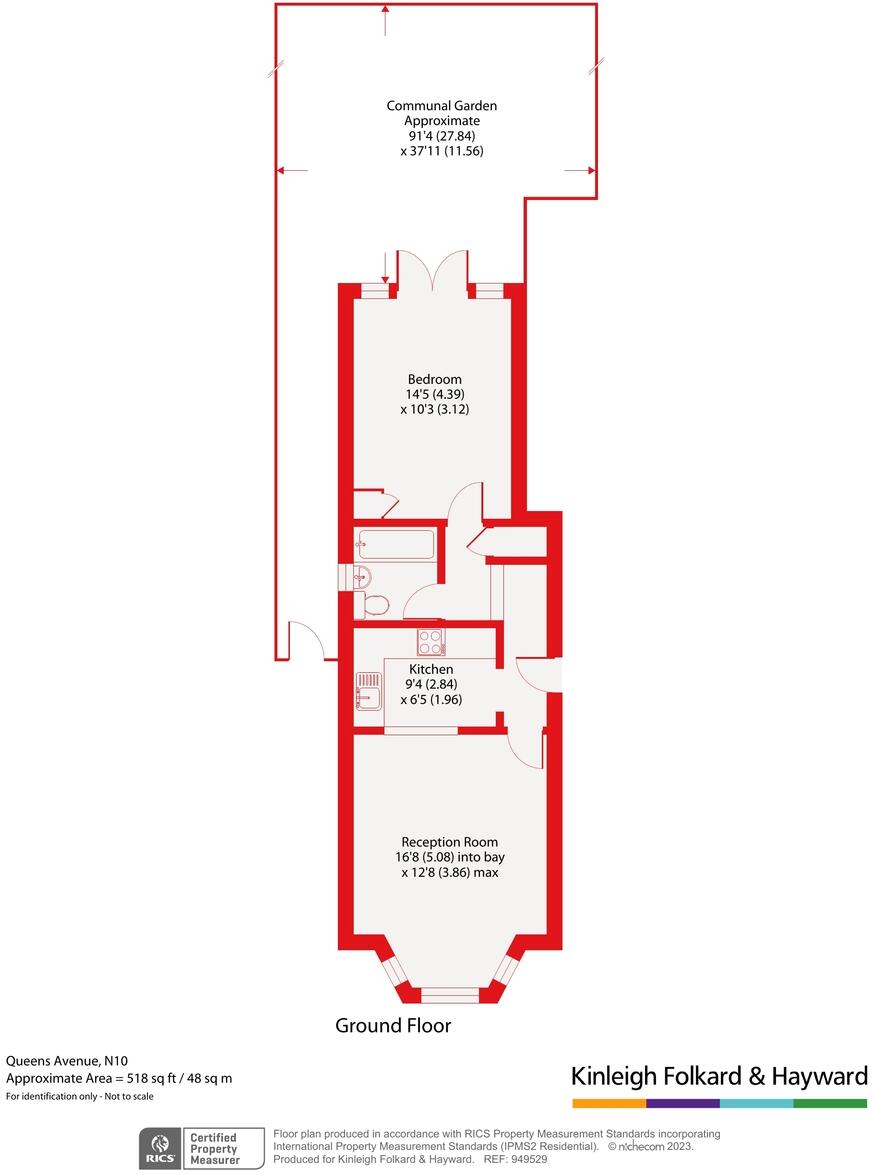 Communal Garden
Approximate
91'4 (27.84)
x 37'11 (11.56)
Bedroom
14'5 (4.39)
x 10'3 (3.12)
Kitchen
9'4 (2.84)
x 6'5 (1.96)
Reception Room
16'8 (5.08) into bay
x 12'8 (3.86) max
Ground Floor
Queens Avenue, N10
Approximate Area = 518 sq ft / 48 sq m
For identification only - Not to scale
Kinleigh Folkard & Hayward
RICS
Certified
Property
Measurer
Floor plan produced in accordance with RICS Property Measurement Standards incorporating
International Property Measurement Standards (IPMS2 Residential). © n!checom 2023.
Produced for Kinleigh Folkard & Hayward. REF: 949529